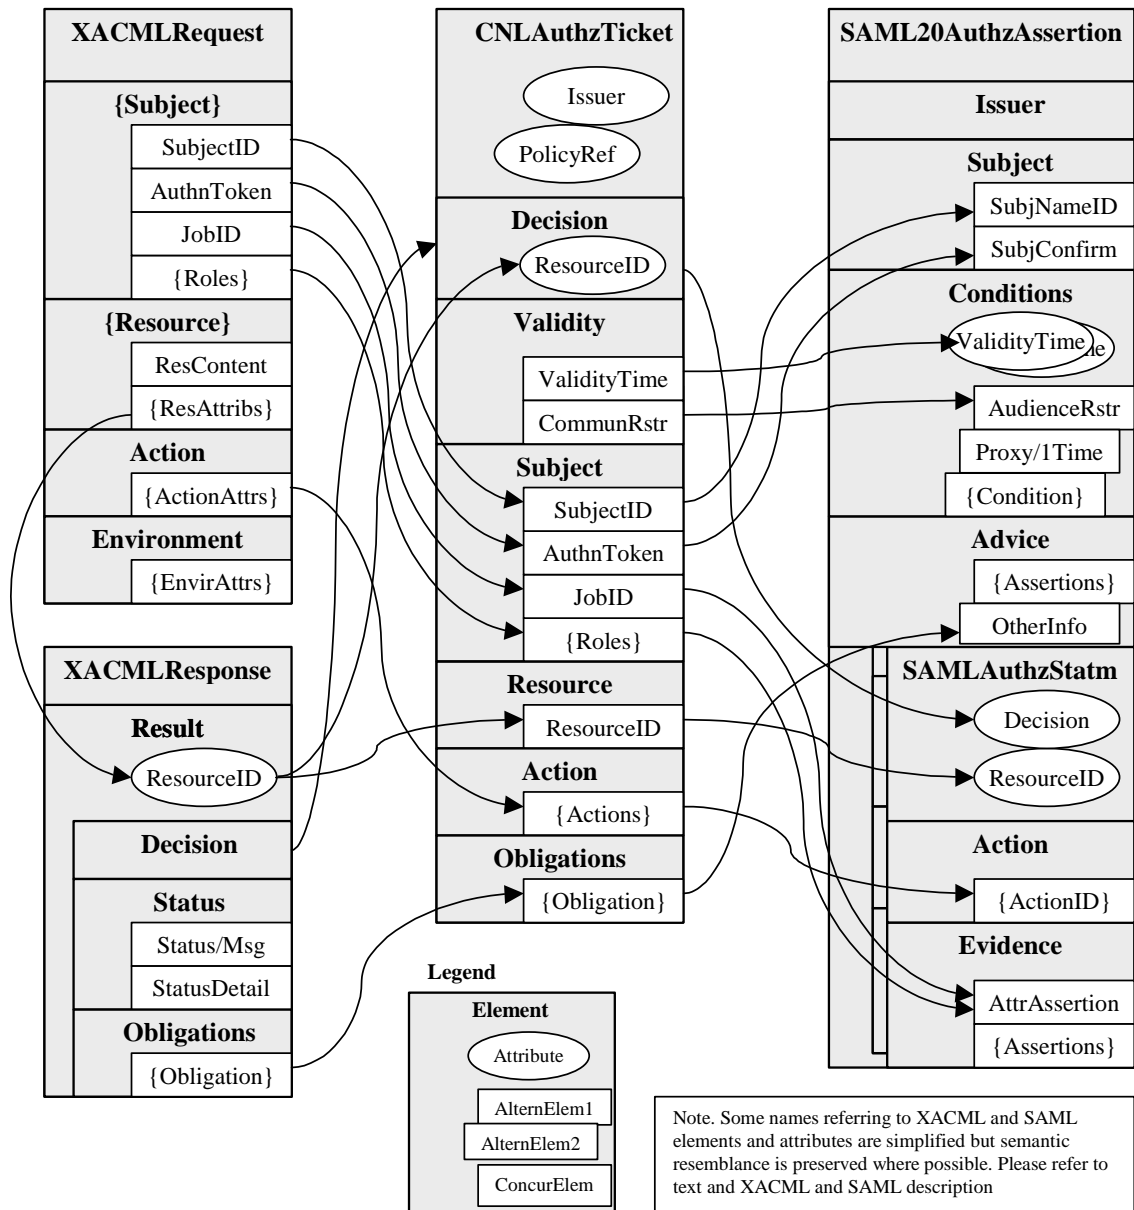 XACMLRequest
{Subject}
SubjectID
AuthnToken
JobID
{Roles}
{Resource}
ResContent
{ResAttribs}
Action
{ActionAttrs}
Environment
{EnvirAttrs}
XACMLResponse
Result
ResourceID
Decision
Status
Status/Msg
StatusDetail
Obligations
{Obligation}
CNLAuthzTicket
Issuer
PolicyRef
Decision
ResourceID
Validity
ValidityTime
CommunRstr
Subject
SubjectID
AuthnToken
JobID
{Roles}
Resource
ResourceID
Action
{Actions}
Obligations
{Obligation}
SAML20AuthzAssertion
Issuer
Subject
SubjNameID
SubjConfirm
Conditions
ValidityTime
AudienceRstr
Proxy/1Time
{Condition}
Advice
{Assertions}
OtherInfo
SAMLAuthzStatm
Decision
ResourceID
Action
{ActionID}
Evidence
AttrAssertion
{Assertions}
Legend
Element
Attribute
AlternElem1
AlternElem2
ConcurElem
Note. Some names referring to XACML and SAML
elements and attributes are simplified but semantic
resemblance is preserved where possible. Please refer to
text and XACML and SAML description